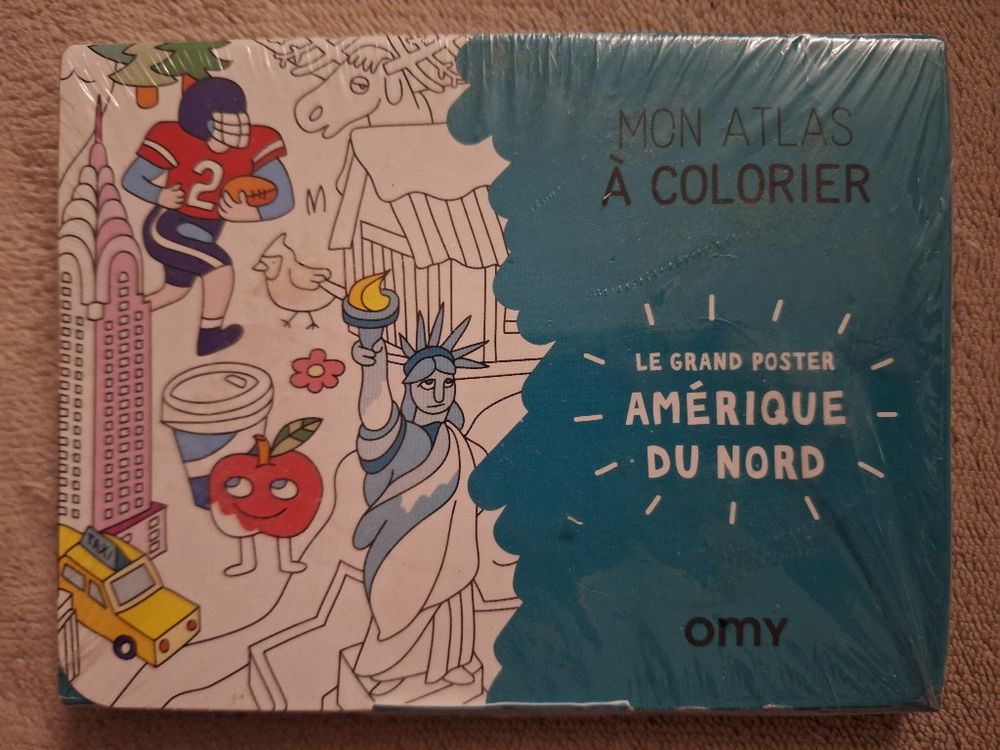 MON ATLAS
À COLORIER
LE GRAND POSTER
AMÉRIQUE
DU NORD
omy
2
TAXI